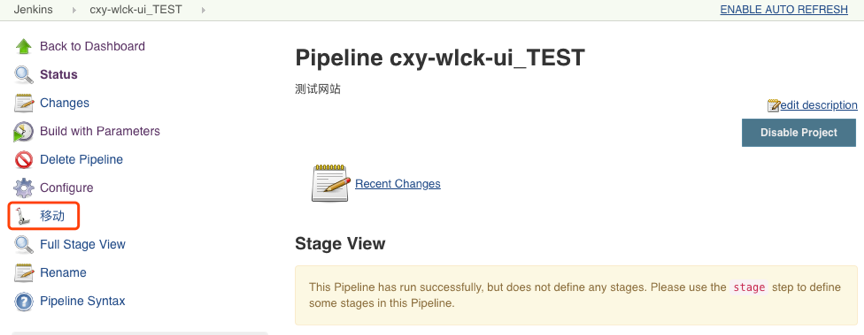 Jenkins
cxy-wlck-ui_TEST
ENABLE AUTO REFRESH
Back to Dashboard
Status
Changes
Build with Parameters
Delete Pipeline
Configure
移动
Full Stage View
Rename
Pipeline Syntax
Pipeline cxy-wlck-ui_TEST
测试网站
edit description
Disable Project
Recent Changes
Stage View
This Pipeline has run successfully, but does not define any stages. Please use the stage step to define
some stages in this Pipeline.